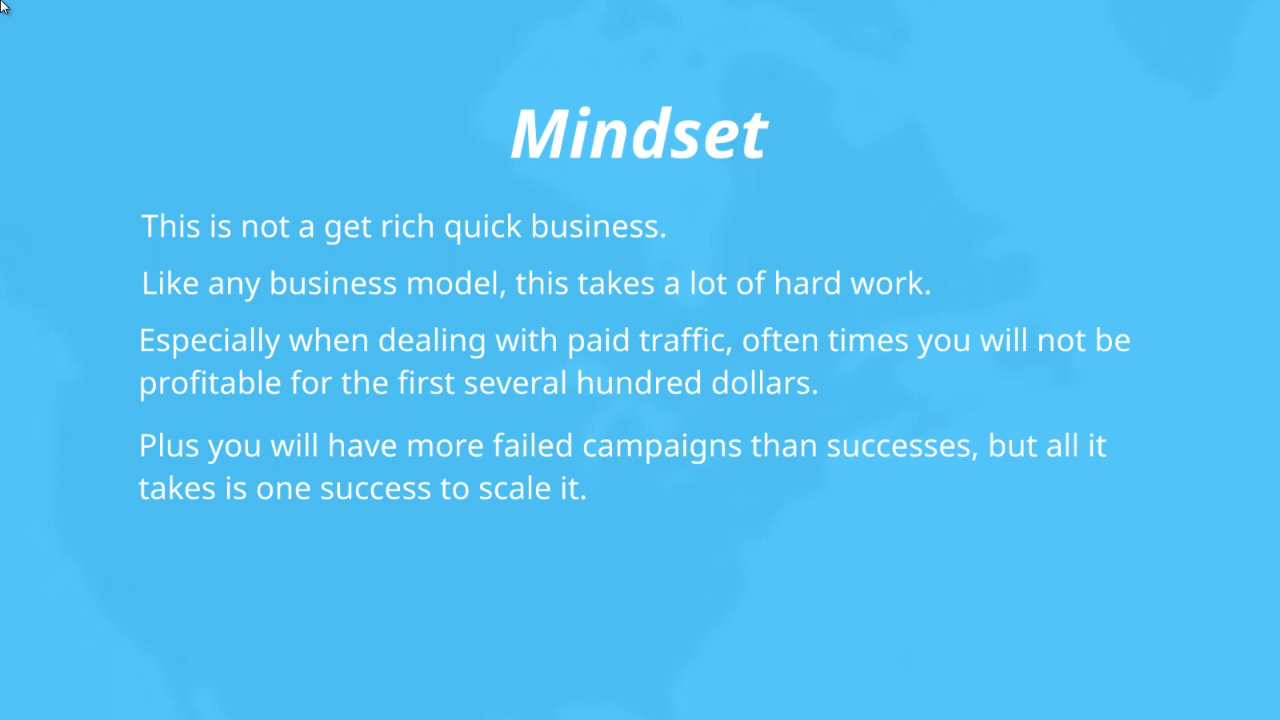 Mindset
This is not a get rich quick business.
Like any business model, this takes a lot of hard work.
Especially when dealing with paid traffic, often times you will not be
profitable for the first several hundred dollars.
Plus you will have more failed campaigns than successes, but all it
takes is one success to scale it.